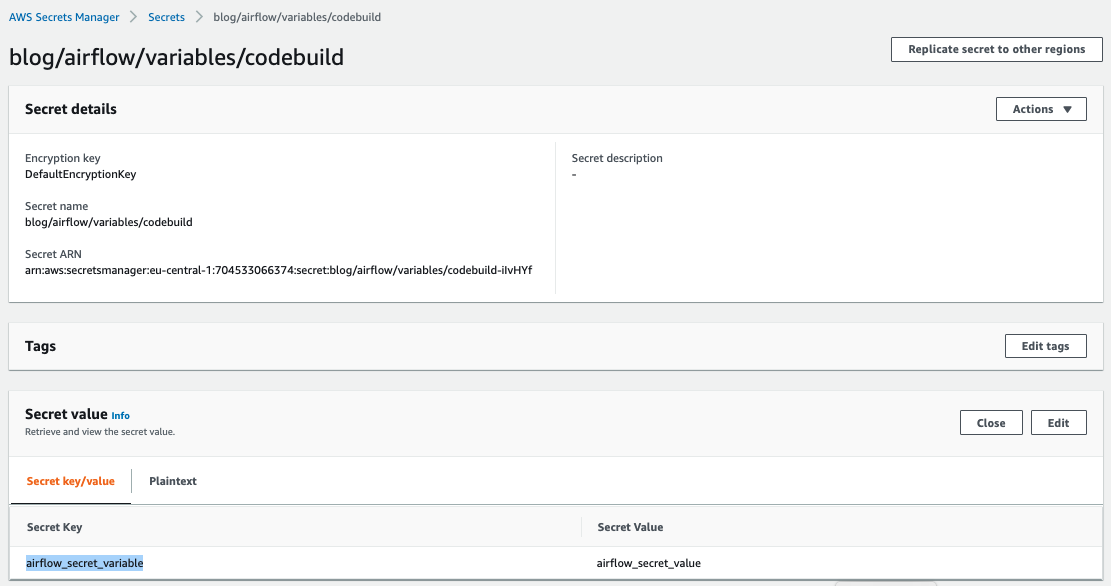 AWS Secrets Manager > Secrets > blog/airflow/variables/codebuild
blog/airflow/variables/codebuild
Replicate secret to other regions
Secret details
Actions ▼
Encryption key
DefaultEncryptionKey
Secret name
blog/airflow/variables/codebuild
Secret ARN
arn:aws:secretsmanager:eu-central-1:704533066374:secret:blog/airflow/variables/codebuild-iIvHYf
Secret description
-
Tags
Edit tags
Secret value Info
Retrieve and view the secret value.
Close
Edit
Secret key/value
Plaintext
Secret Key
Secret Value
airflow_secret_variable
airflow_secret_value